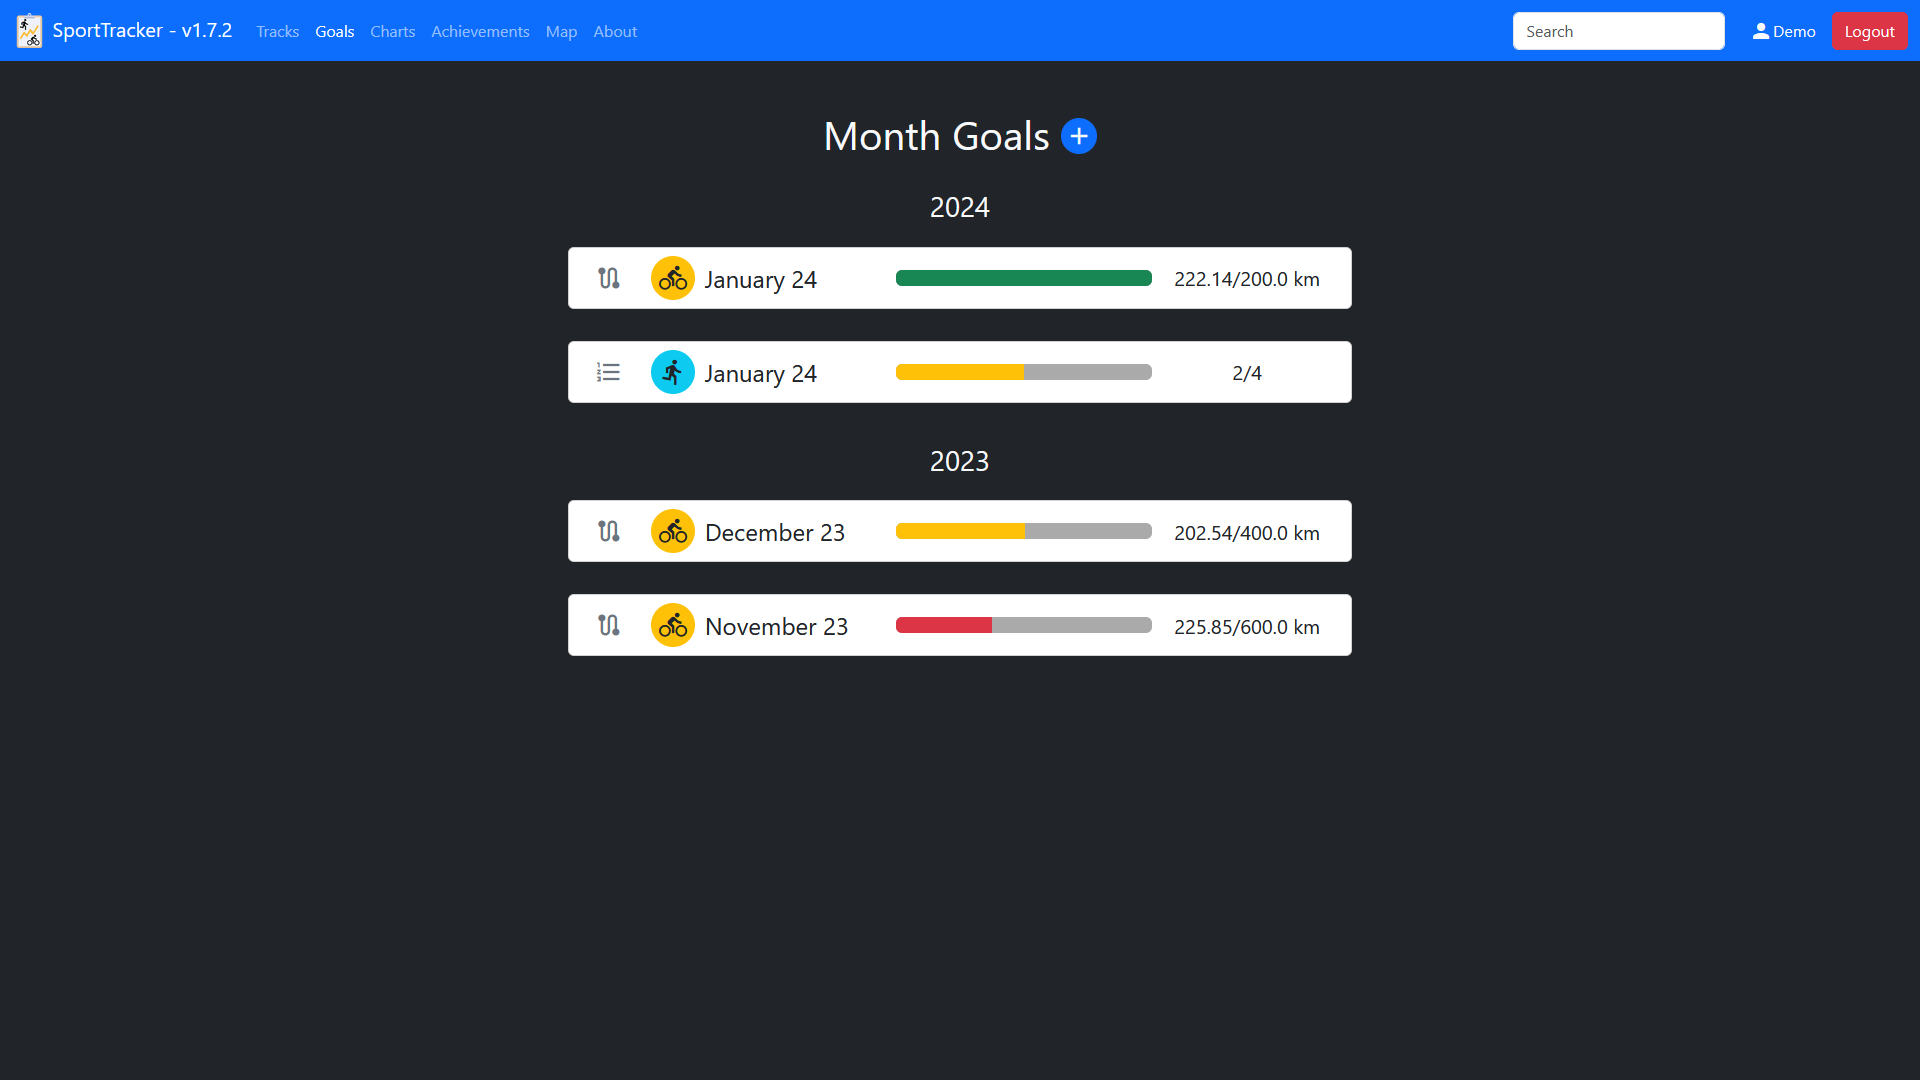 SportTracker - v1.7.2 Tracks Goals Charts Achievements Map About Search Demo Logout
Month Goals
2024
January 24 222.14/200.0 km
January 24 2/4
2023
December 23 202.54/400.0 km
November 23 225.85/600.0 km